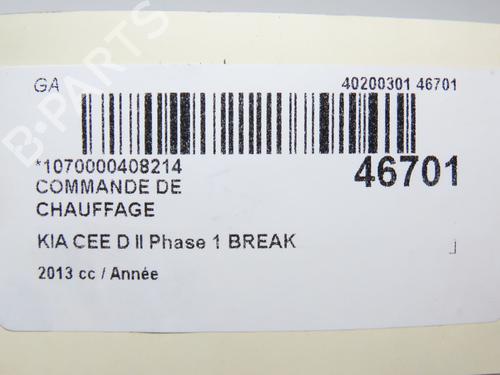 GA
40200301 46701
*1070000408214
46701
COMMANDE DE
CHAUFFAGE
KIA CEE D II Phase 1 BREAK
2013 cc / Année
B-PARTS